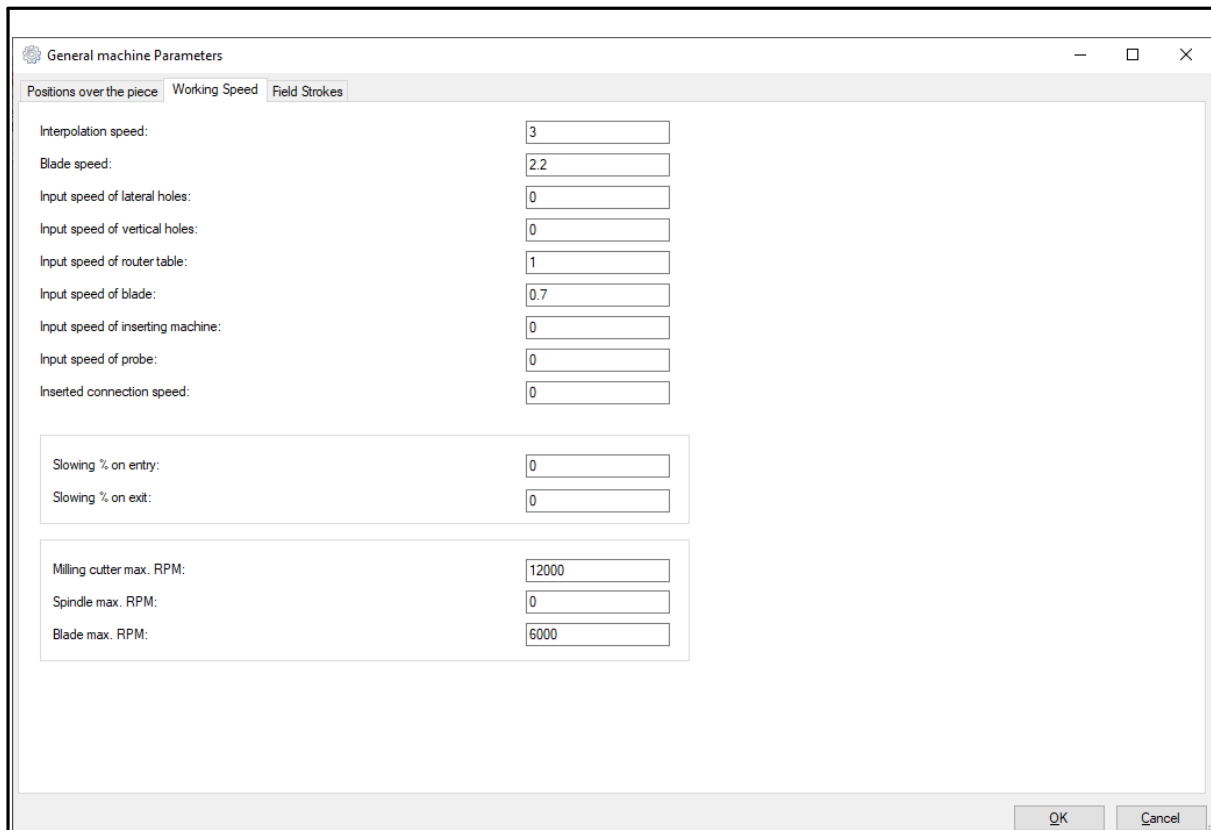 General machine Parameters
Positions over the piece Working Speed Field Strokes
Interpolation speed: 3
Blade speed: 2.2
Input speed of lateral holes: 0
Input speed of vertical holes: 0
Input speed of router table: 1
Input speed of blade: 0.7
Input speed of inserting machine: 0
Input speed of probe: 0
Inserted connection speed: 0
Slowing % on entry: 0
Slowing % on exit: 0
Milling cutter max. RPM: 12000
Spindle max. RPM: 0
Blade max. RPM: 6000
OK Cancel